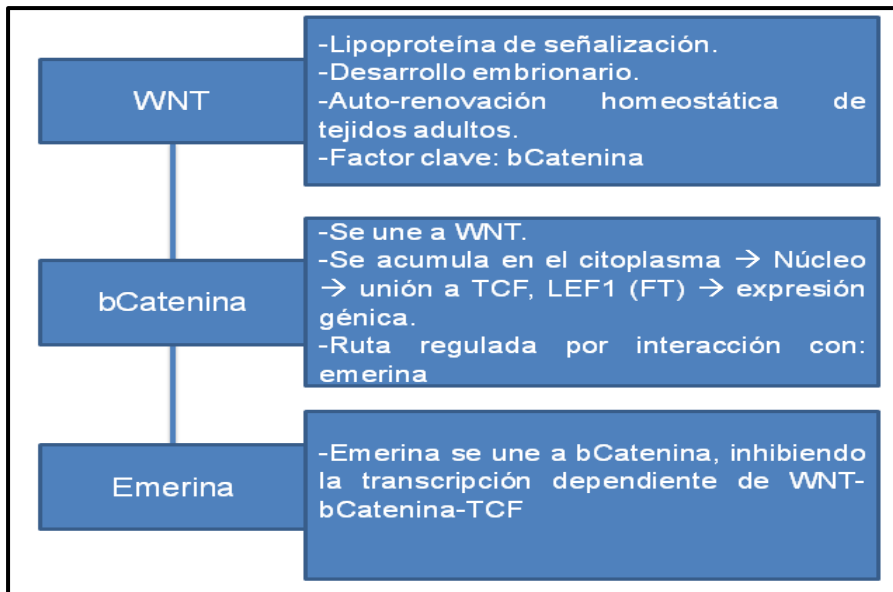 WNT
-Lipoproteína de señalización.
-Desarrollo embrionario.
-Auto-renovación homeostática de
tejidos adultos.
-Factor clave: bCatenina
bCatenina
-Se une a WNT.
-Se acumula en el citoplasma → Núcleo
→ unión a TCF, LEF1 (FT) → expresión
génica.
-Ruta regulada por interacción con:
emerina
Emerina
-Emerina se une a bCatenina, inhibiendo
la transcripción dependiente de WNT-
bCatenina-TCF